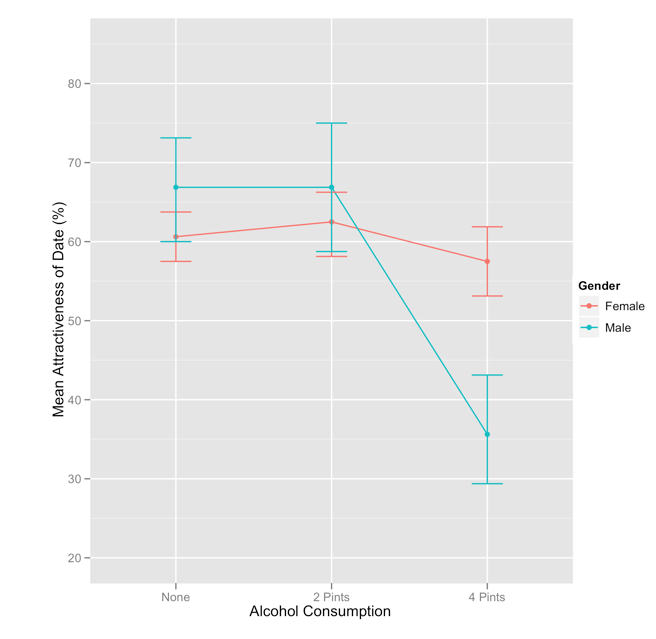 Mean Attractiveness of Date (%)
80
70
60
50
40
30
20
None 2 Pints 4 Pints
Alcohol Consumption
Gender
Female
Male